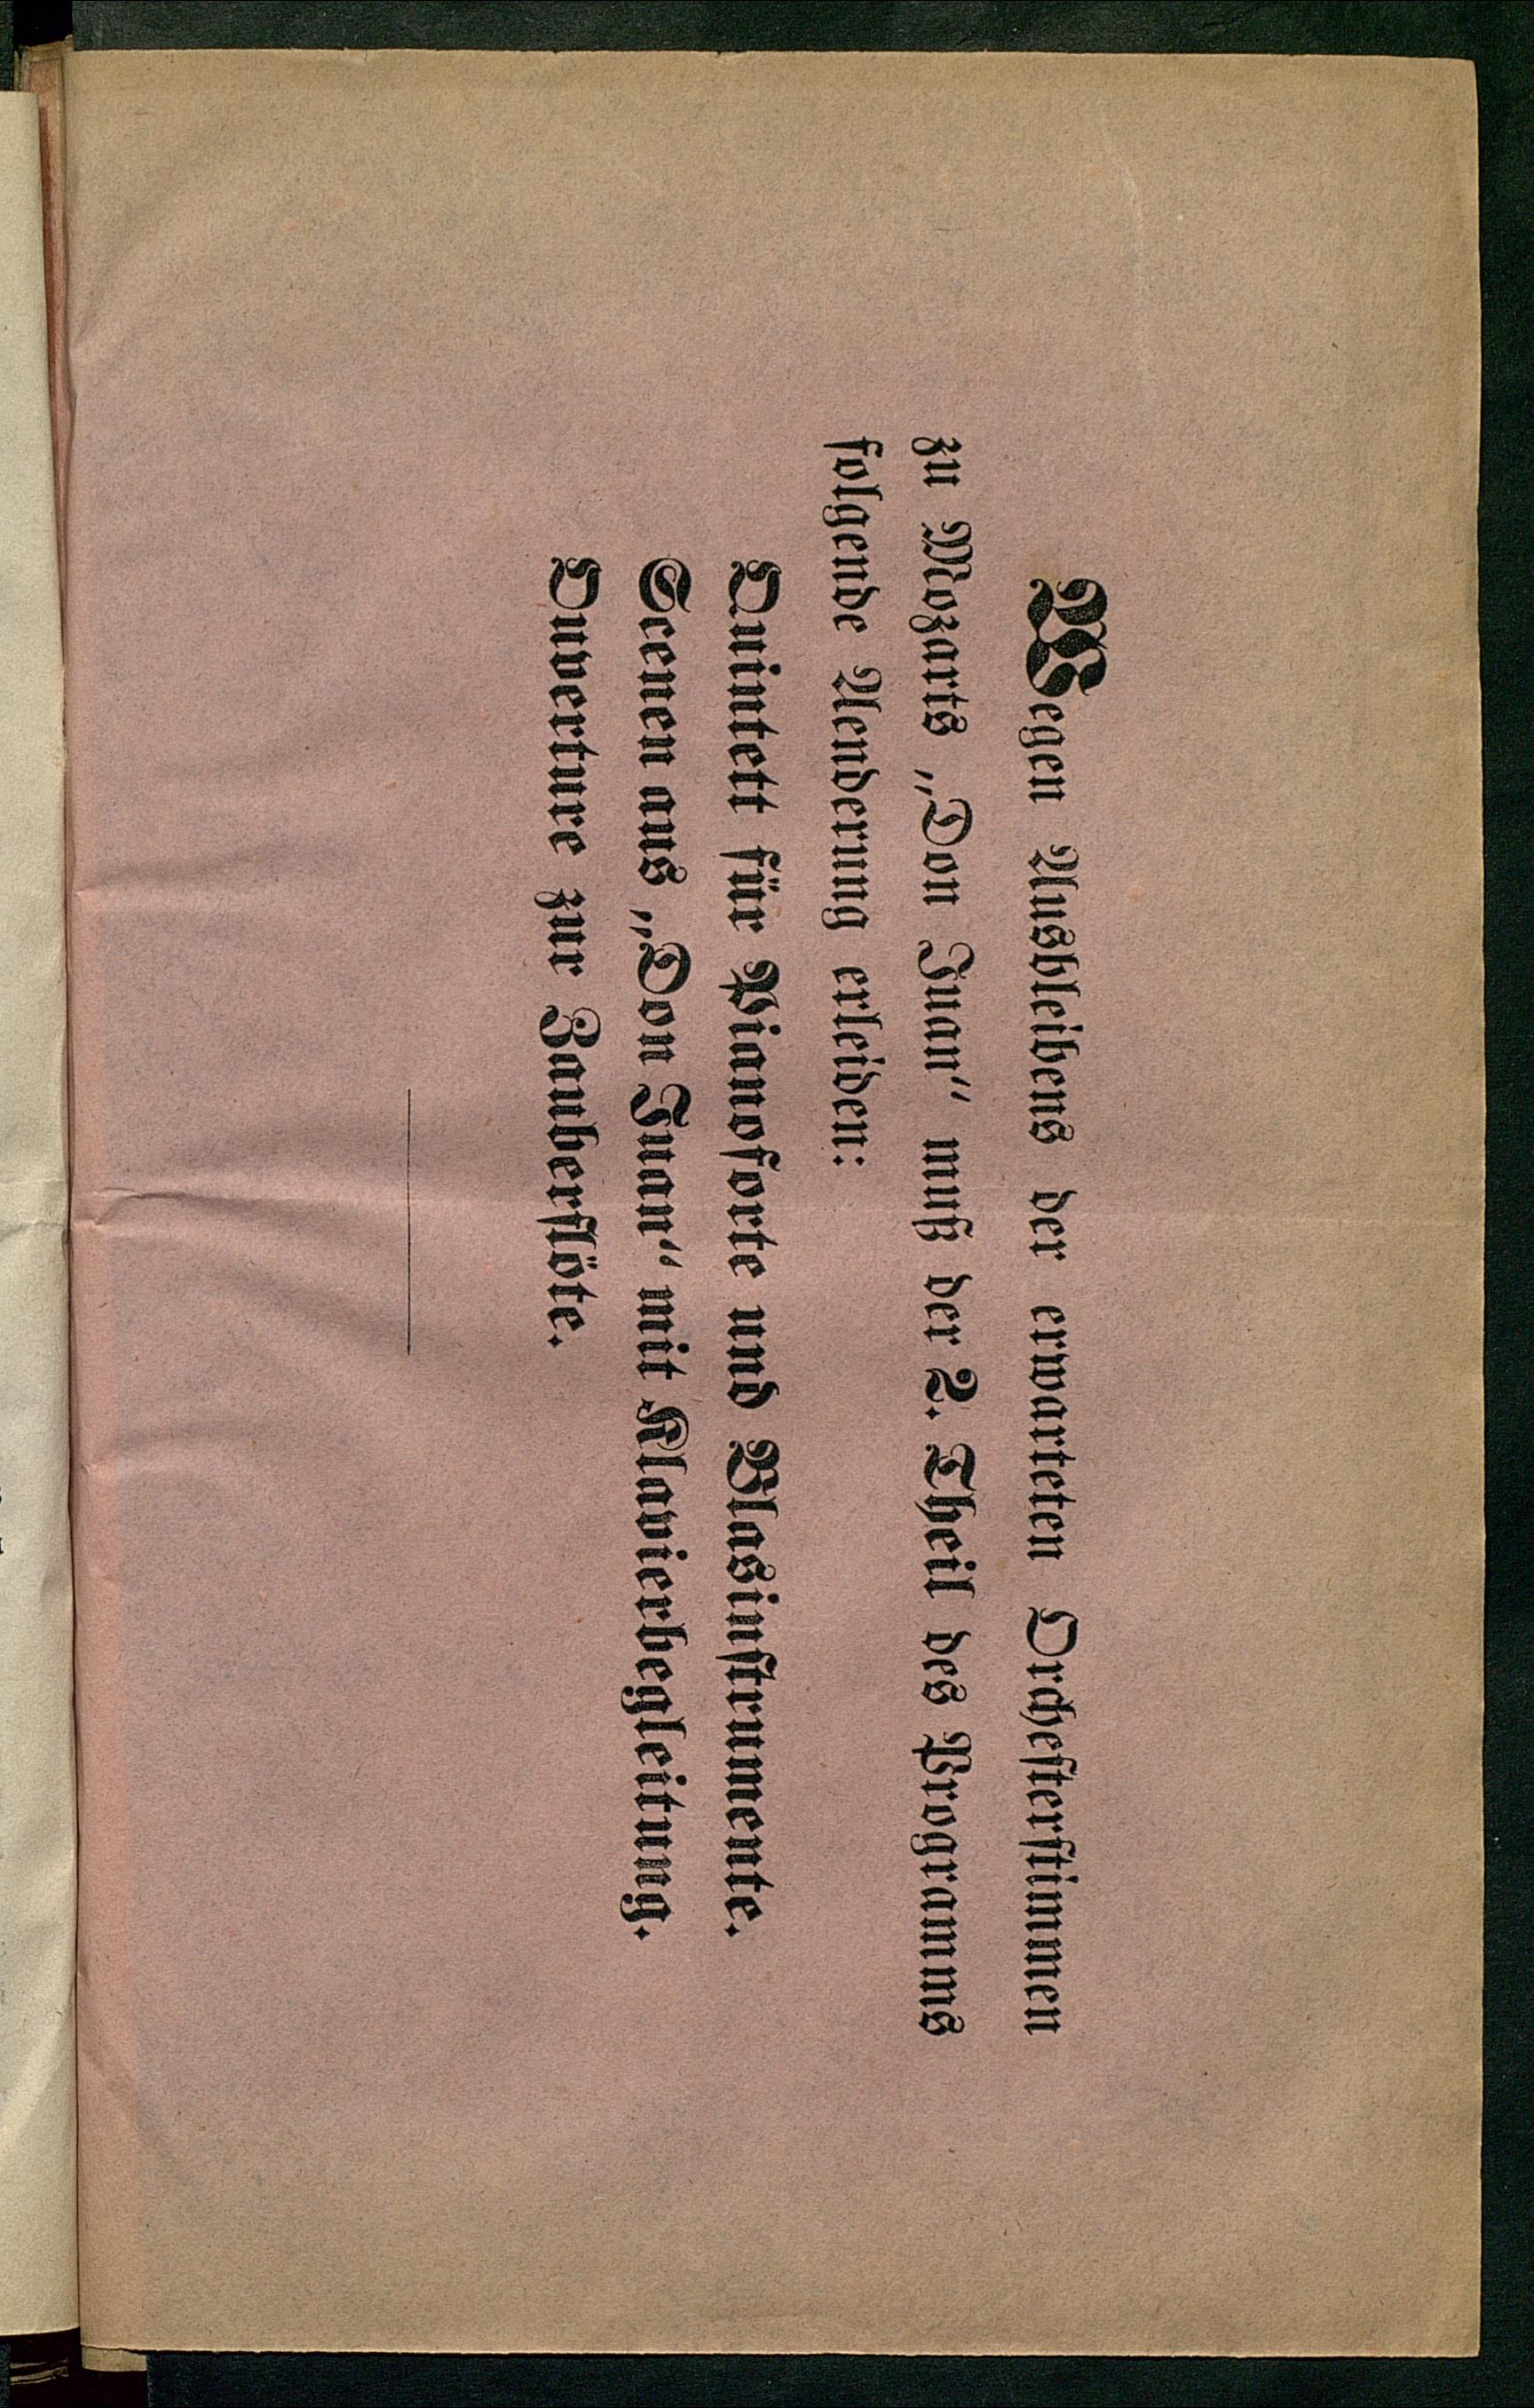 Wegen Ausbleibens der erwarteten Orchesterstimmen
zu Mozarts „Don Juan“ muß der 2. Theil des Programms
folgende Aenderung erleiden:
Quintett für Pianoforte und Blasinstrumente.
Scenen aus „Don Juan“ mit Klavierbegleitung.
Ouverture zur Zauberflöte.